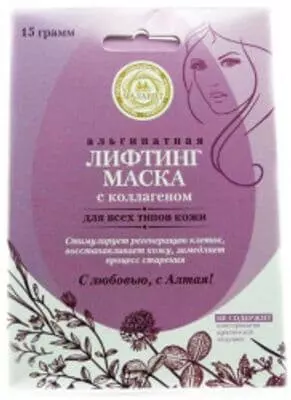 15 грамм
альгинатная
ЛИФТИНГ
МАСКА
с коллагеном
для всех типов кожи
Стимулирует регенерацию клеток,
восстанавливает кожу, замедляет
процесс старения
С любовью, с Алтая!
НЕ СОДЕРЖИТ